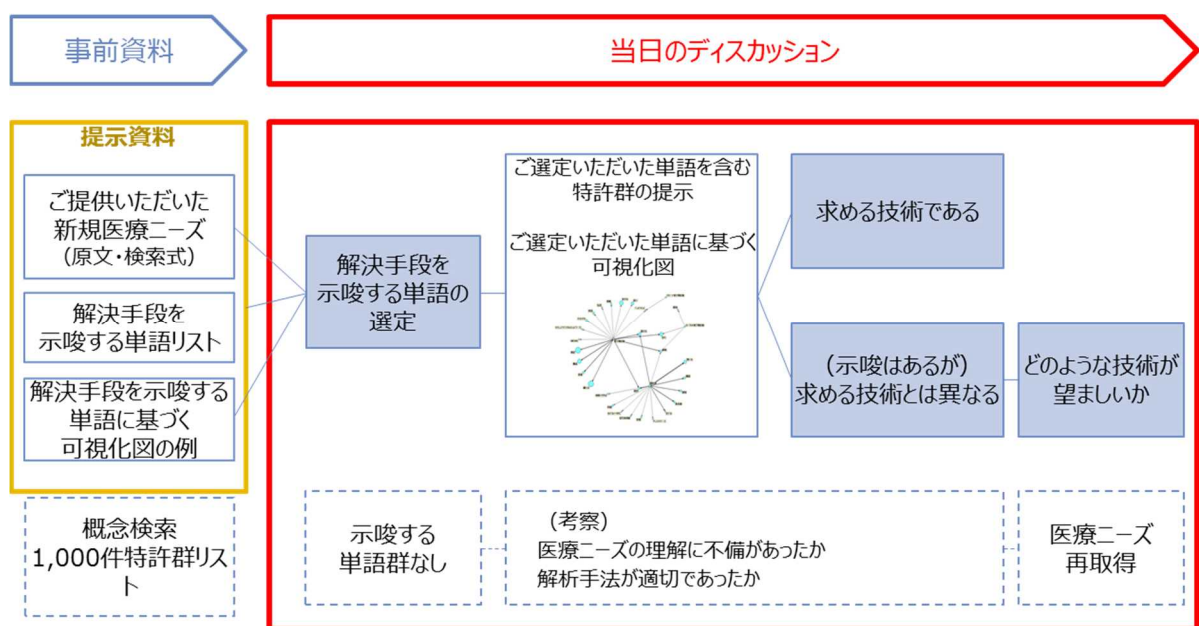 事前資料
当日のディスカッション
提示資料
ご提供いただいた
新規医療ニーズ
(原文・検索式)
解決手段を
示唆する単語リスト
解決手段を示唆する
単語に基づく
可視化図の例
概念検索
1,000件特許群リス
ト
解決手段を
示唆する単語の
選定
ご選定いただいた単語を含む
特許群の提示
ご選定いただいた単語に基づく
可視化図
求める技術である
(示唆はあるが)
求める技術とは異なる
どのような技術が
望ましいか
示唆する
単語群なし
(考察)
医療ニーズの理解に不備があったか
解析手法が適切であったか
医療ニーズ
再取得